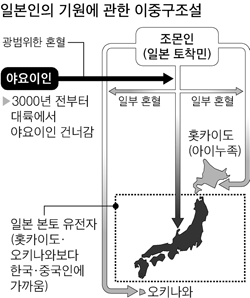 일본인의 기원에 관한 이중구조설
조몬인
(일본 토착민)
광범위한 혼혈
야요이인
▶3000년 전부터
대륙에서
야요이인 건너감
일부 혼혈
일부 혼혈
홋카이도
(아이누족)
일본 본토 유전자
(홋카이도·
오키나와보다
한국·중국인에
가까움)
오키나와